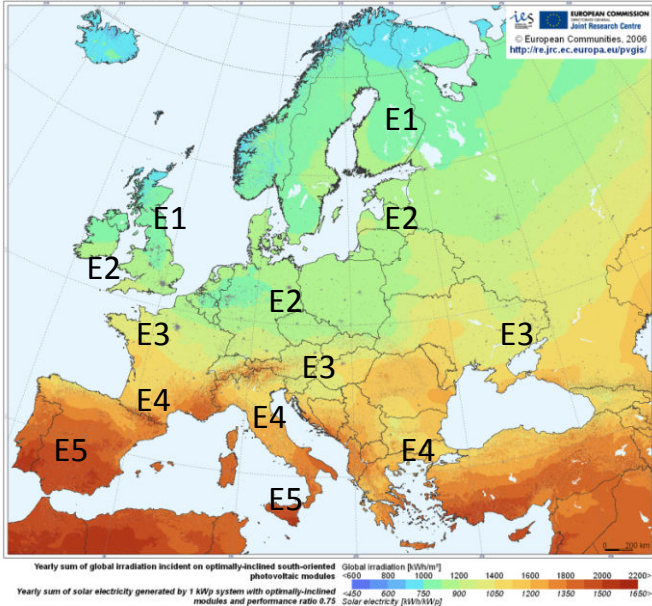 ies
EUROPEAN COMMISSION
DIRECTORATE-GENERAL
Joint Research Centre
© European Communities, 2006
http://re.jrc.ec.europa.eu/pvgis/
E1
E1
E2
E2
E2
E3
E3
E3
E4
E4
E4
E5
E5
0 200 km
Yearly sum of global irradiation incident on optimally-inclined south-oriented photovoltaic modules
Global irradiation [kWh/m²]
<600 800 1000 1200 1400 1600 1800 2000 2200>
<450 600 750 900 1050 1200 1350 1500 1650>
Yearly sum of solar electricity generated by 1 kWp system with optimally-inclined modules and performance ratio 0.75
Solar electricity [kWh/kWp]